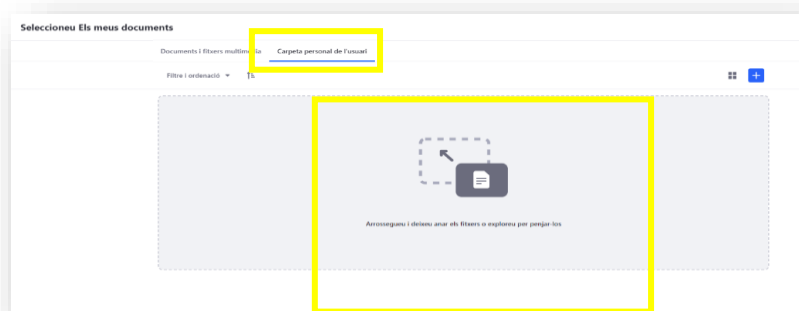 Seleccioneu Els meus documents
Documents i fitxers multimèdia Carpeta personal de l'usuari
Filtre i ordenació
Arrossegueu i deixeu anar els fitxers o exploreu per penjar-los